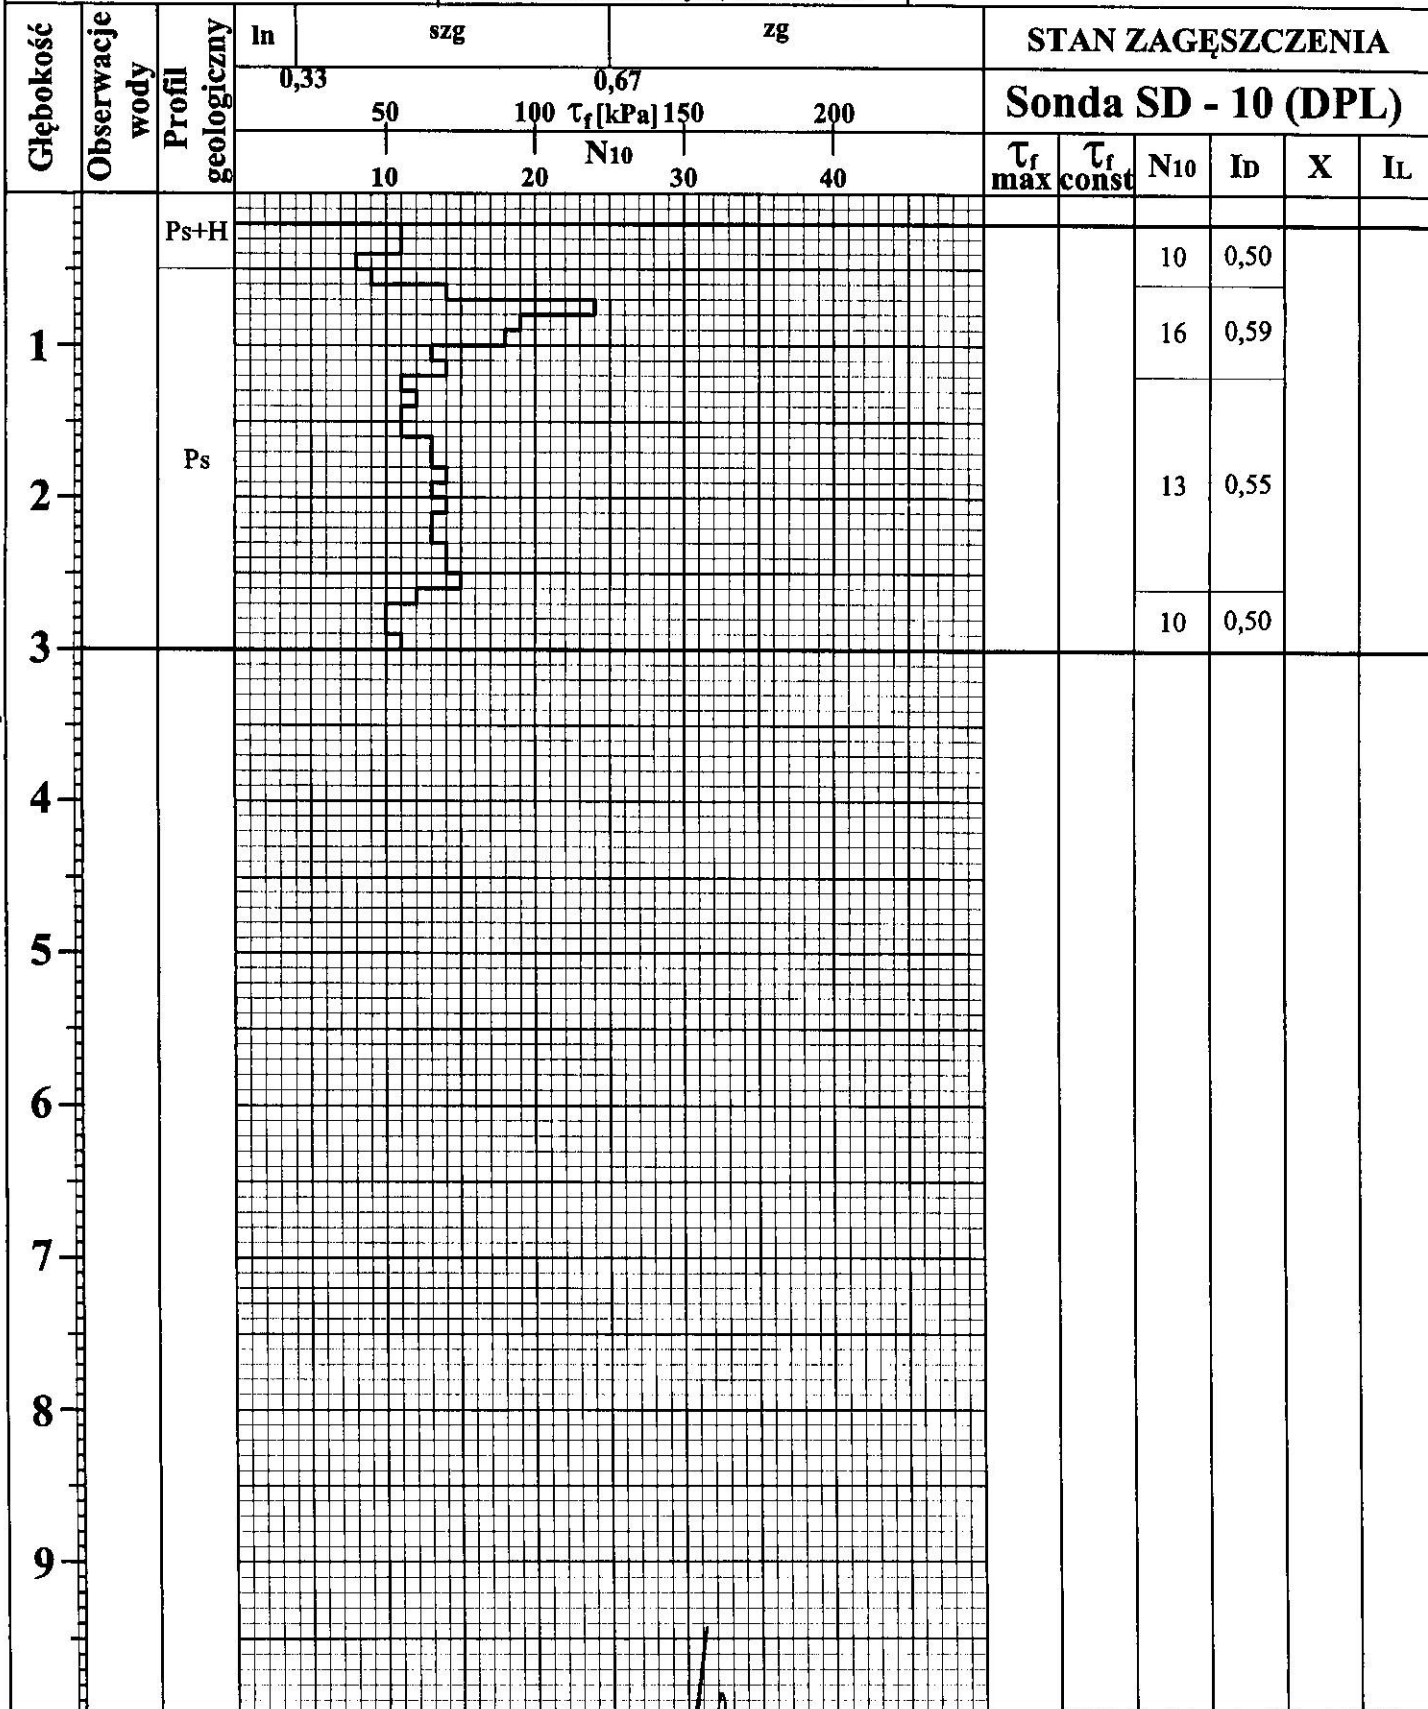 Głębokość
Obserwacje
wody
Profil
geologiczny
ln szg zg
0,33 0,67
50 100 τf [kPa] 150 200
N10
10 20 30 40
STAN ZAGĘSZCZENIA
Sonda SD - 10 (DPL)
τf max τf const N10 ID X IL
Ps+H
10 0,50
1
16 0,59
Ps
2
13 0,55
10 0,50
3
4
5
6
7
8
9